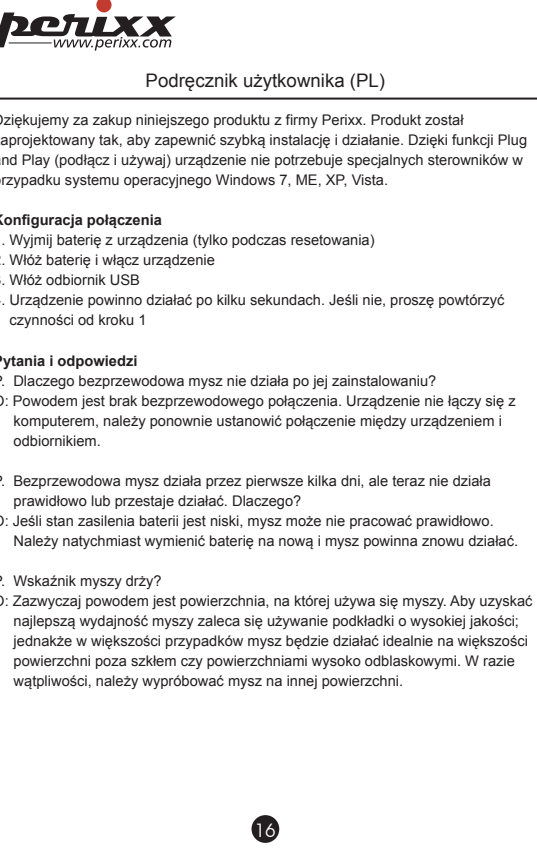 perixx
www.perixx.com
Podręcznik użytkownika (PL)
Dziękujemy za zakup niniejszego produktu z firmy Perixx. Produkt został
zaprojektowany tak, aby zapewnić szybką instalację i działanie. Dzięki funkcji Plug
and Play (podłącz i używaj) urządzenie nie potrzebuje specjalnych sterowników w
przypadku systemu operacyjnego Windows 7, ME, XP, Vista.
Konfiguracja połączenia
1. Wyjmij baterię z urządzenia (tylko podczas resetowania)
2. Włóż baterię i włącz urządzenie
3. Włóż odbiornik USB
4. Urządzenie powinno działać po kilku sekundach. Jeśli nie, proszę powtórzyć
czynności od kroku 1
Pytania i odpowiedzi
P. Dlaczego bezprzewodowa mysz nie działa po jej zainstalowaniu?
O: Powodem jest brak bezprzewodowego połączenia. Urządzenie nie łączy się z
komputerem, należy ponownie ustanowić połączenie między urządzeniem i
odbiornikiem.
P. Bezprzewodowa mysz działa przez pierwsze kilka dni, ale teraz nie działa
prawidłowo lub przestaje działać. Dlaczego?
O: Jeśli stan zasilenia baterii jest niski, mysz może nie pracować prawidłowo.
Należy natychmiast wymienić baterię na nową i mysz powinna znowu działać.
P. Wskaźnik myszy drży?
O: Zazwyczaj powodem jest powierzchnia, na której używa się myszy. Aby uzyskać
najlepszą wydajność myszy zaleca się używanie podkładki o wysokiej jakości;
jednakże w większości przypadków mysz będzie działać idealnie na większości
powierzchni poza szkłem czy powierzchniami wysoko odblaskowymi. W razie
wątpliwości, należy wypróbować mysz na innej powierzchni.
16